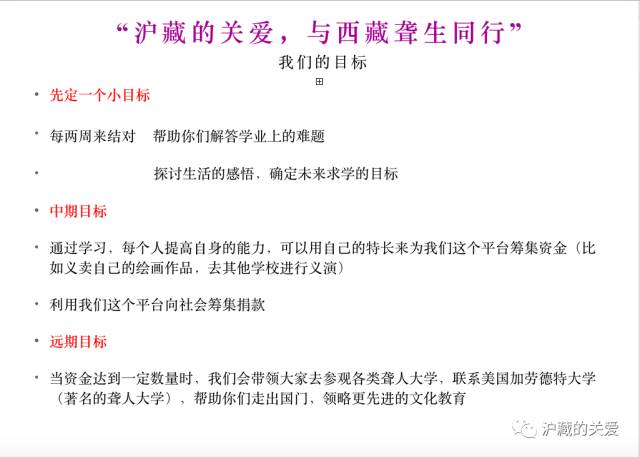 “沪藏的关爱，与西藏聋生同行”
我们的目标
• 先定一个小目标
• 每两周来结对 帮助你们解答学业上的难题
• 探讨生活的感悟，确定未来求学的目标
• 中期目标
• 通过学习，每个人提高自身的能力，可以用自己的特长来为我们这个平台筹集资金（比
如义卖自己的绘画作品，去其他学校进行义演）
• 利用我们这个平台向社会筹集捐款
• 远期目标
• 当资金达到一定数量时，我们会带领大家去参观各类聋人大学，联系美国加劳德特大学
（著名的聋人大学），帮助你们走出国门，领略更先进的文化教育
沪藏的关爱